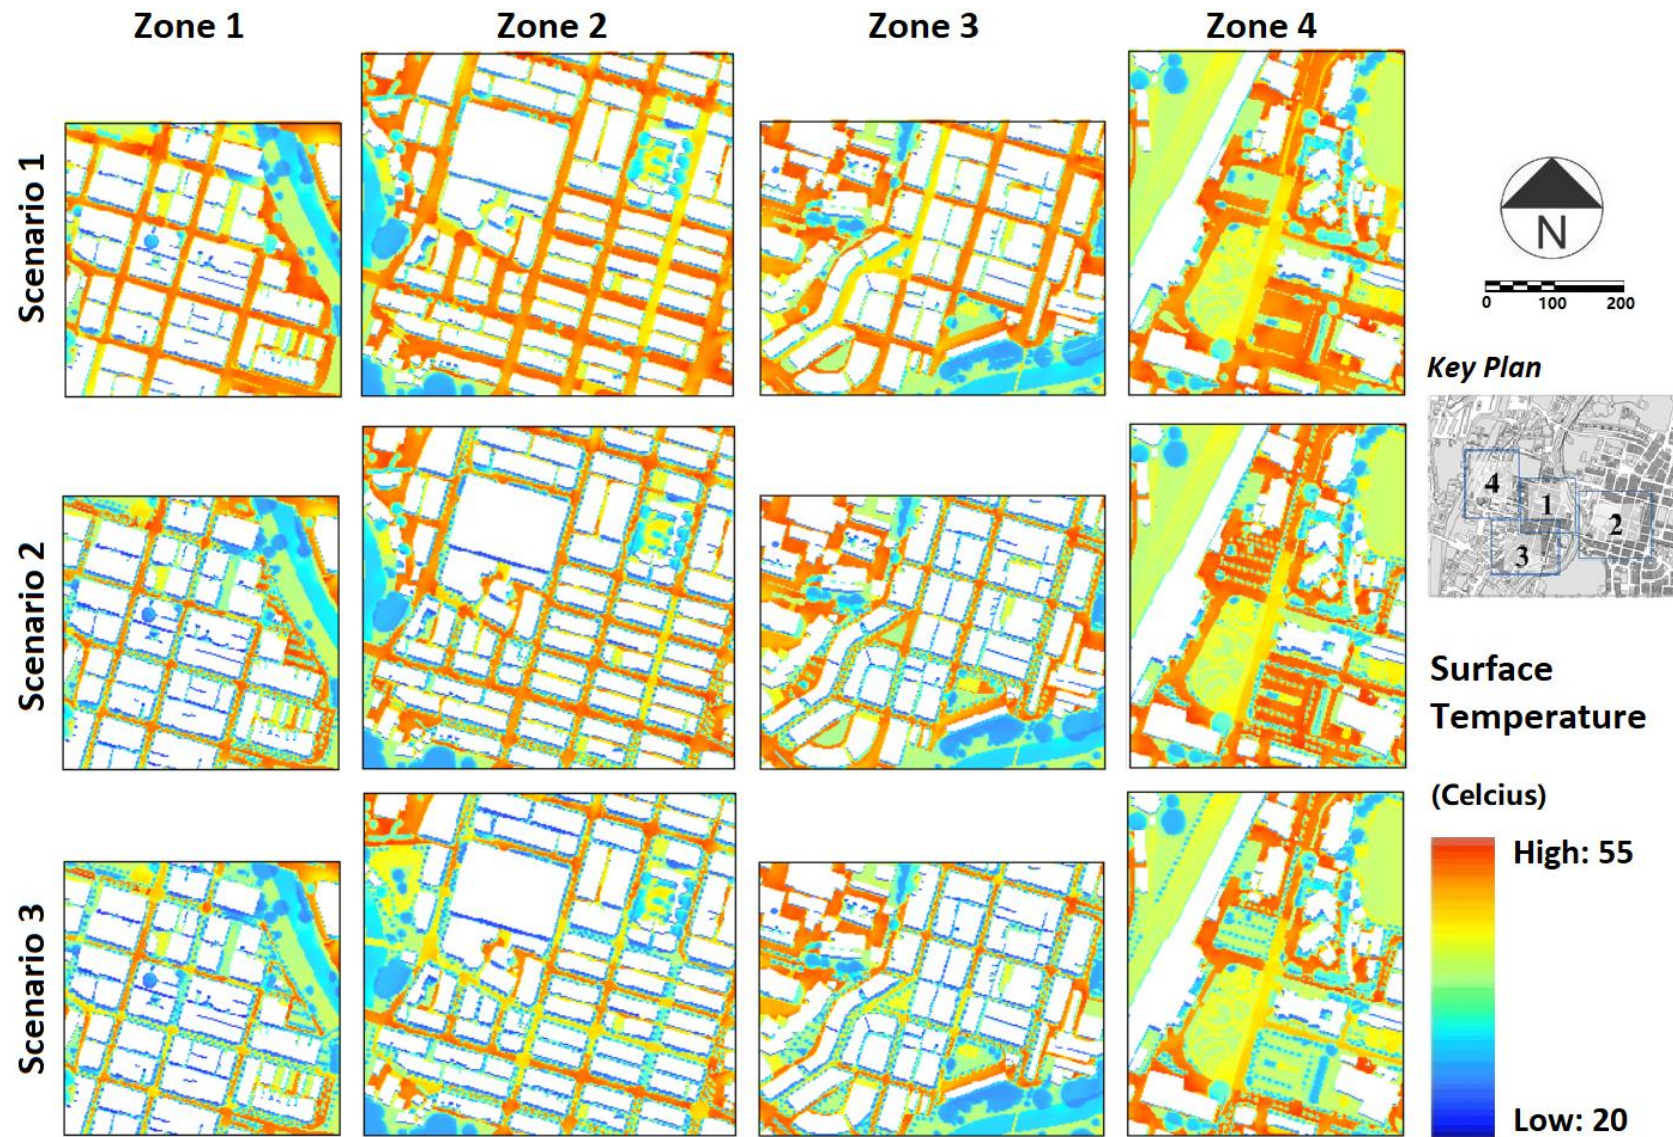 Zone 1
Zone 2
Zone 3
Zone 4
Scenario 1
Scenario 2
Scenario 3
N
0 100 200
Key Plan
4
1
2
3
Surface
Temperature
(Celcius)
High: 55
Low: 20